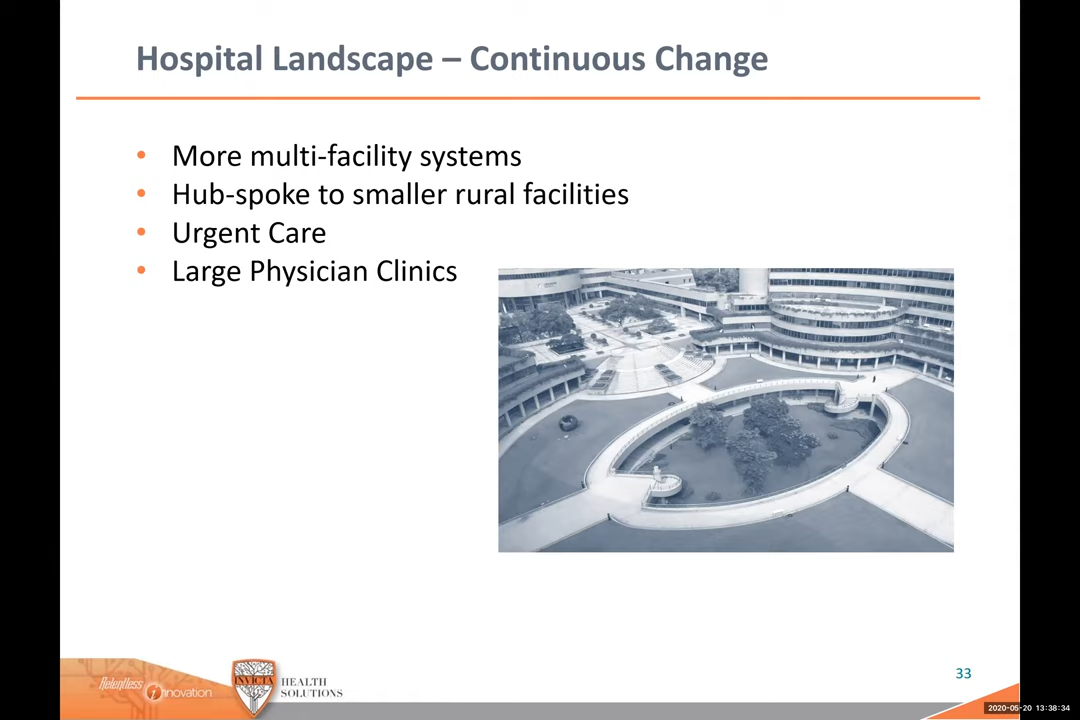 Hospital Landscape – Continuous Change
• More multi-facility systems
• Hub-spoke to smaller rural facilities
• Urgent Care
• Large Physician Clinics
Relentless
innovation
INVICTA
HEALTH
SOLUTIONS
33
2020-05-20 13:38:34